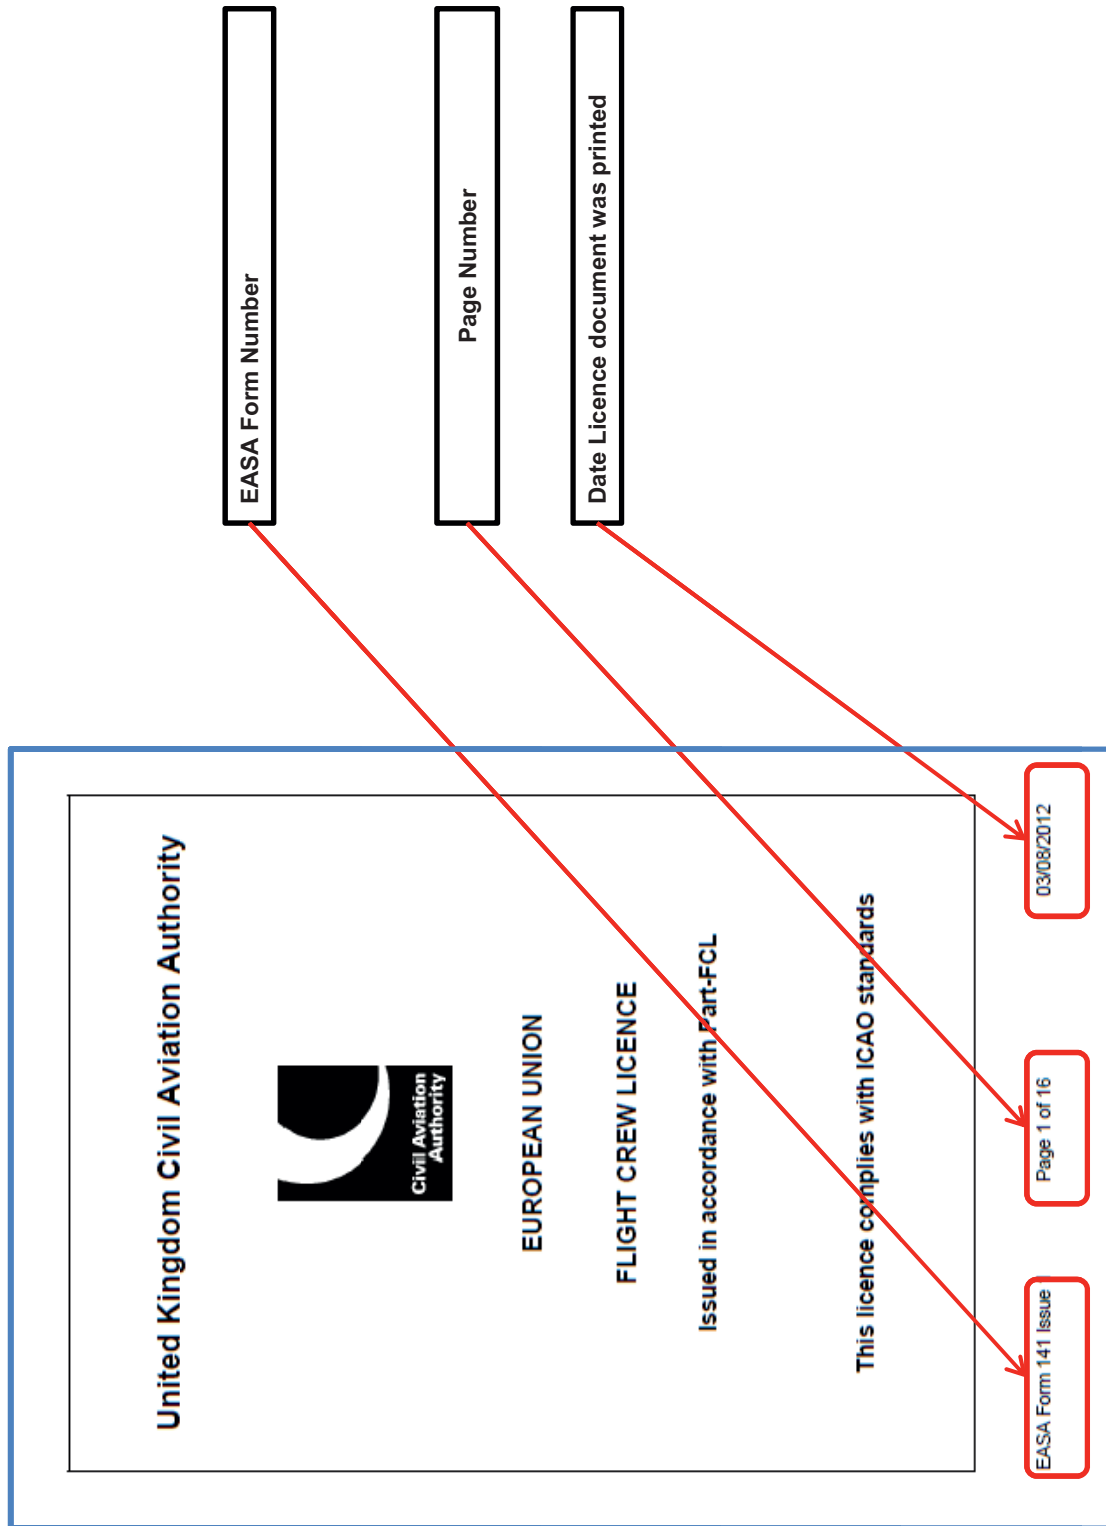 United Kingdom Civil Aviation Authority
Civil Aviation
Authority
EUROPEAN UNION
FLIGHT CREW LICENCE
Issued in accordance with Part-FCL
This licence complies with ICAO standards
EASA Form 141 Issue
Page 1 of 16
03/08/2012
EASA Form Number
Page Number
Date Licence document was printed